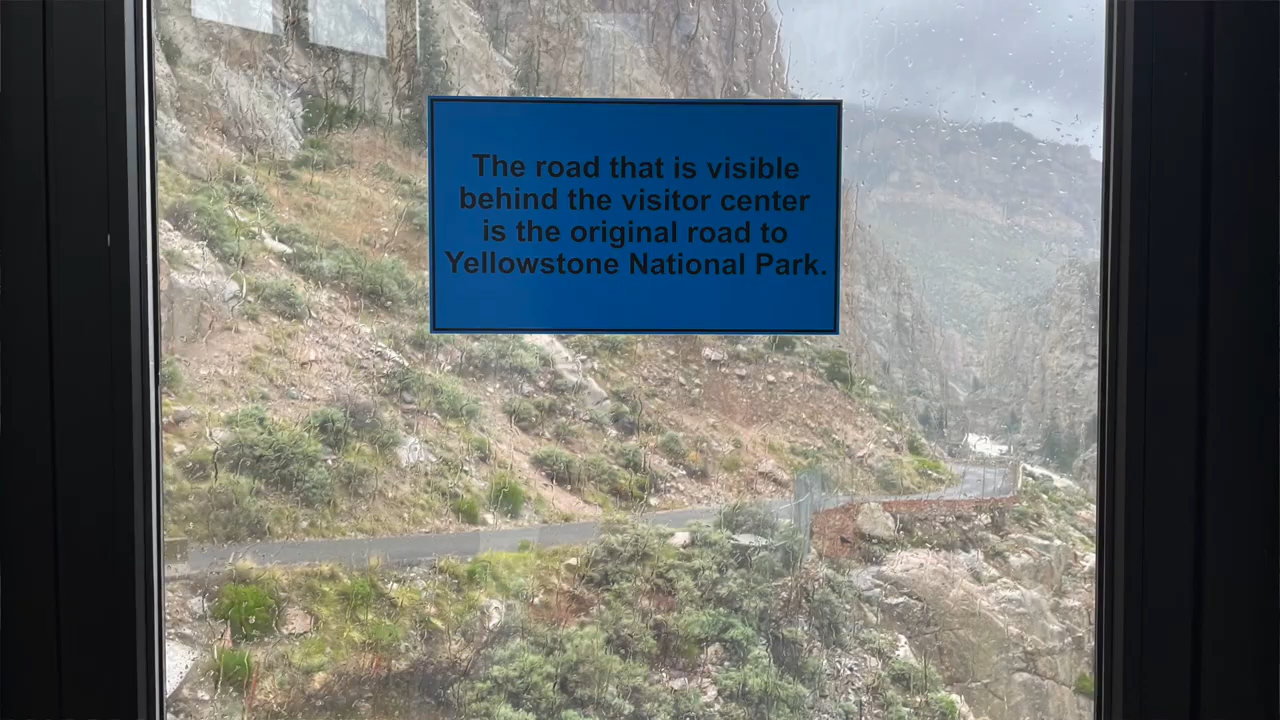 The road that is visible
behind the visitor center
is the original road to
Yellowstone National Park.